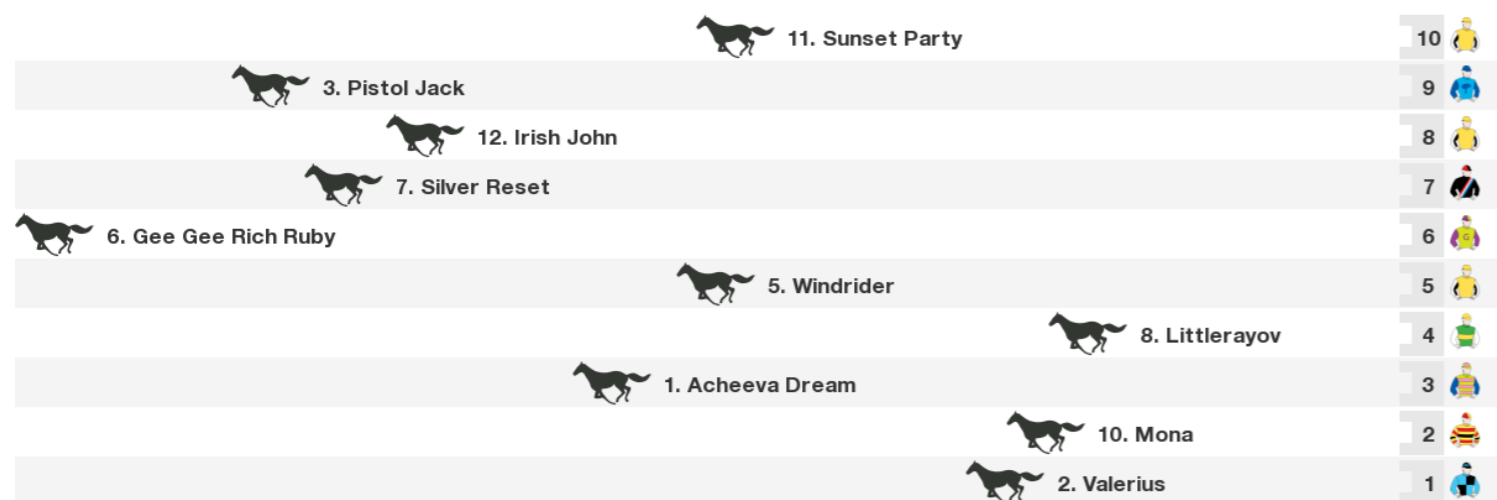 11. Sunset Party 10
3. Pistol Jack 9
12. Irish John 8
7. Silver Reset 7
6. Gee Gee Rich Ruby 6
G
5. Windrider 5
8. Littlerayov 4
1. Acheeva Dream 3
10. Mona 2
2. Valerius 1